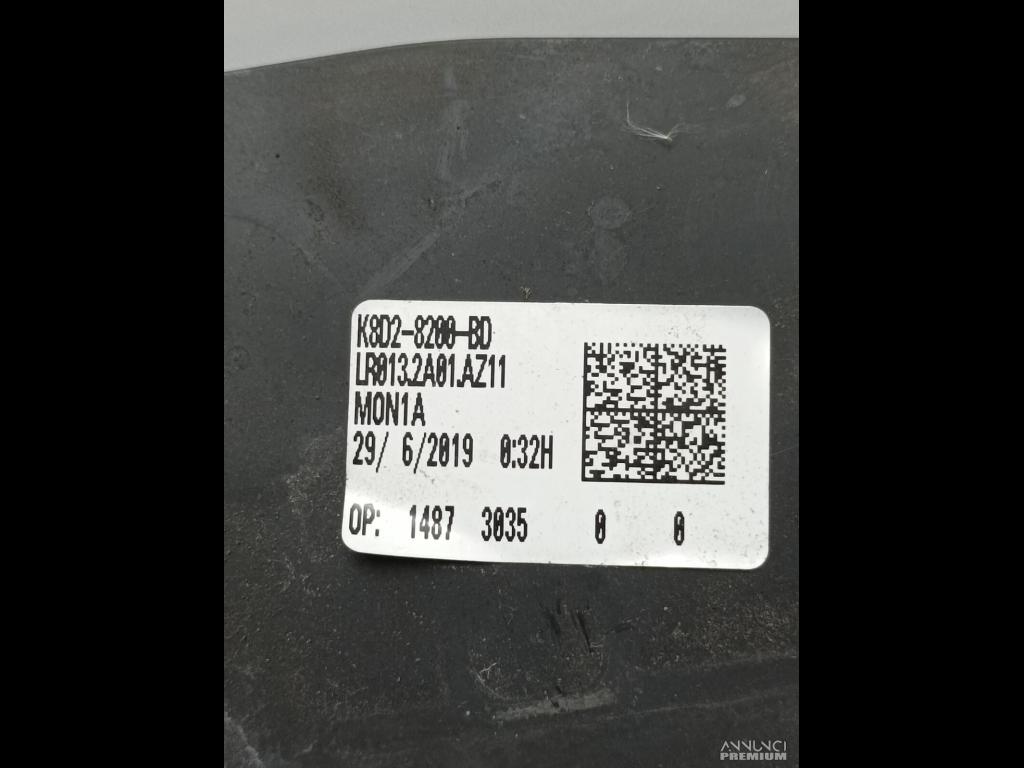 K8D2-8200-BD
LR013.2A01.AZ11
MON1A
29/ 6/2019 0:32H
OP: 1487 3035 0 0
ANNUNCI
PREMIUM